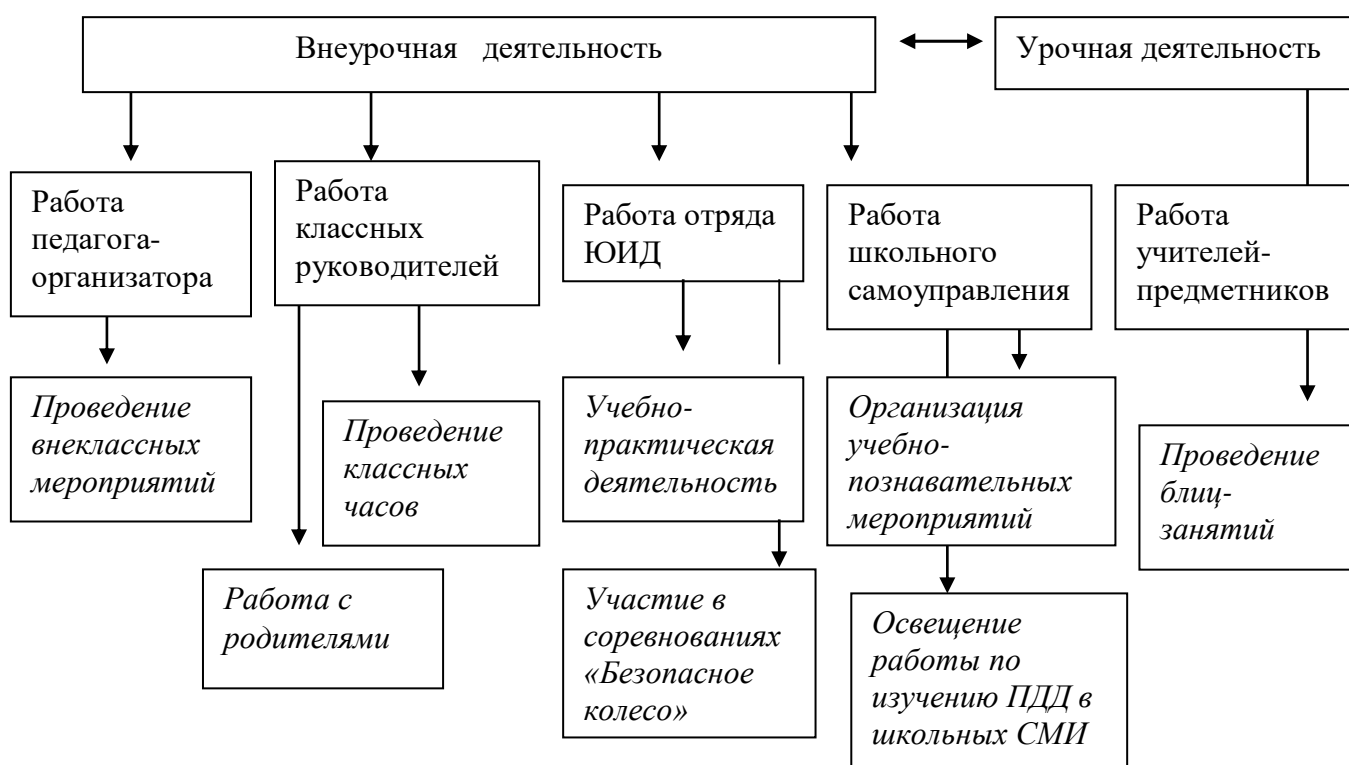 Внеурочная деятельность
Урочная деятельность
Работа
педагога-
организатора
Работа
классных
руководителей
Работа отряда
ЮИД
Работа
школьного
самоуправления
Работа
учителей-
предметников
Проведение
внеклассных
мероприятий
Проведение
классных
часов
Учебно-
практическая
деятельность
Организация
учебно-
познавательных
мероприятий
Проведение
блиц-
занятий
Работа с
родителями
Участие в
соревнованиях
«Безопасное
колесо»
Освещение
работы по
изучению ПДД в
школьных СМИ